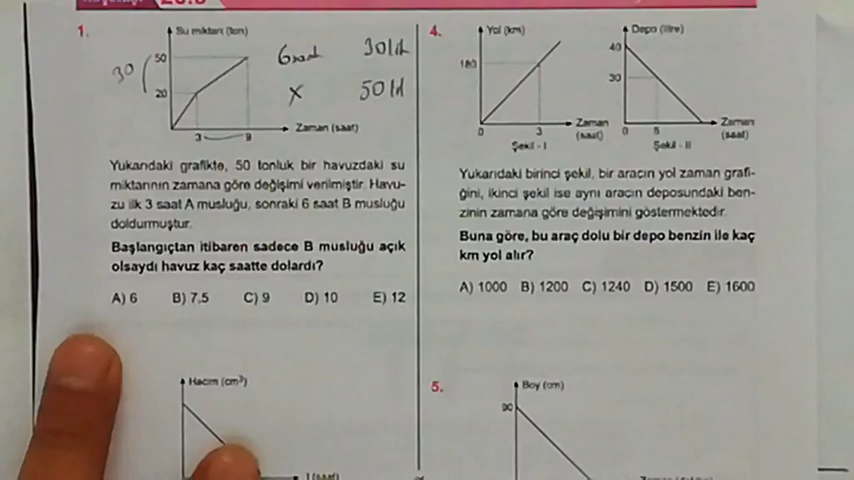 1.
Su miktarı (ton)
50
20
3
9
Zaman (saat)
30
6 saat 30
x 50
Yukarıdaki grafikte, 50 tonluk bir havuzdaki su
miktarının zamana göre değişimi verilmiştir. Havu-
zu ilk 3 saat A musluğu, sonraki 6 saat B musluğu
doldurmuştur.
Başlangıçtan itibaren sadece B musluğu açık
olsaydı havuz kaç saatte dolardı?
A) 6 B) 7,5 C) 9 D) 10 E) 12
Hacim (cm³)
(saat)
4.
Yol (km)
180
0
3
Zaman
(saat)
Şekil - I
Depo (litre)
40
30
0
5
Zaman
(saat)
Şekil - II
Yukarıdaki birinci şekil, bir aracın yol zaman grafi-
ğini, ikinci şekil ise aynı aracın deposundaki ben-
zinin zamana göre değişimini göstermektedir.
Buna göre, bu araç dolu bir depo benzin ile kaç
km yol alır?
A) 1000 B) 1200 C) 1240 D) 1500 E) 1600
5.
Boy (cm)
90